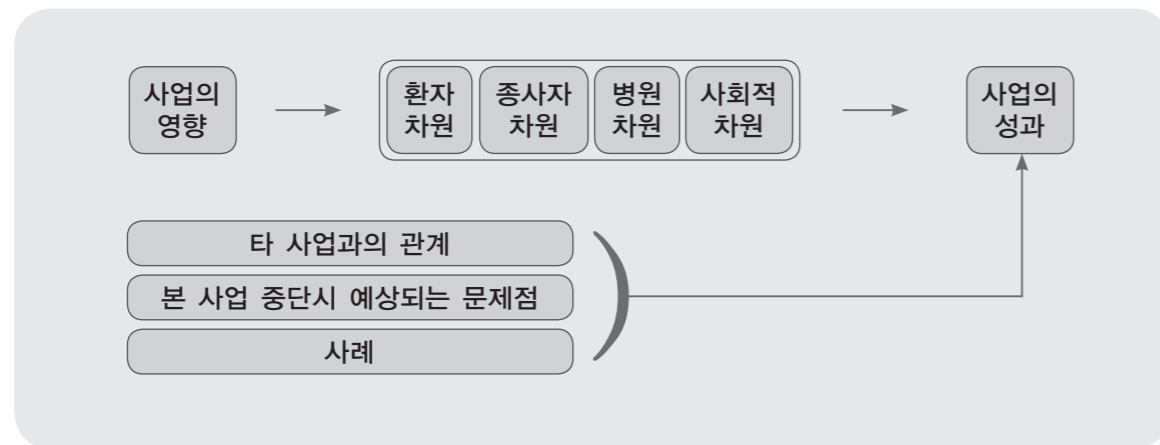 사업의
영향
환자
차원
종사자
차원
병원
차원
사회적
차원
사업의
성과
타 사업과의 관계
본 사업 중단시 예상되는 문제점
사례